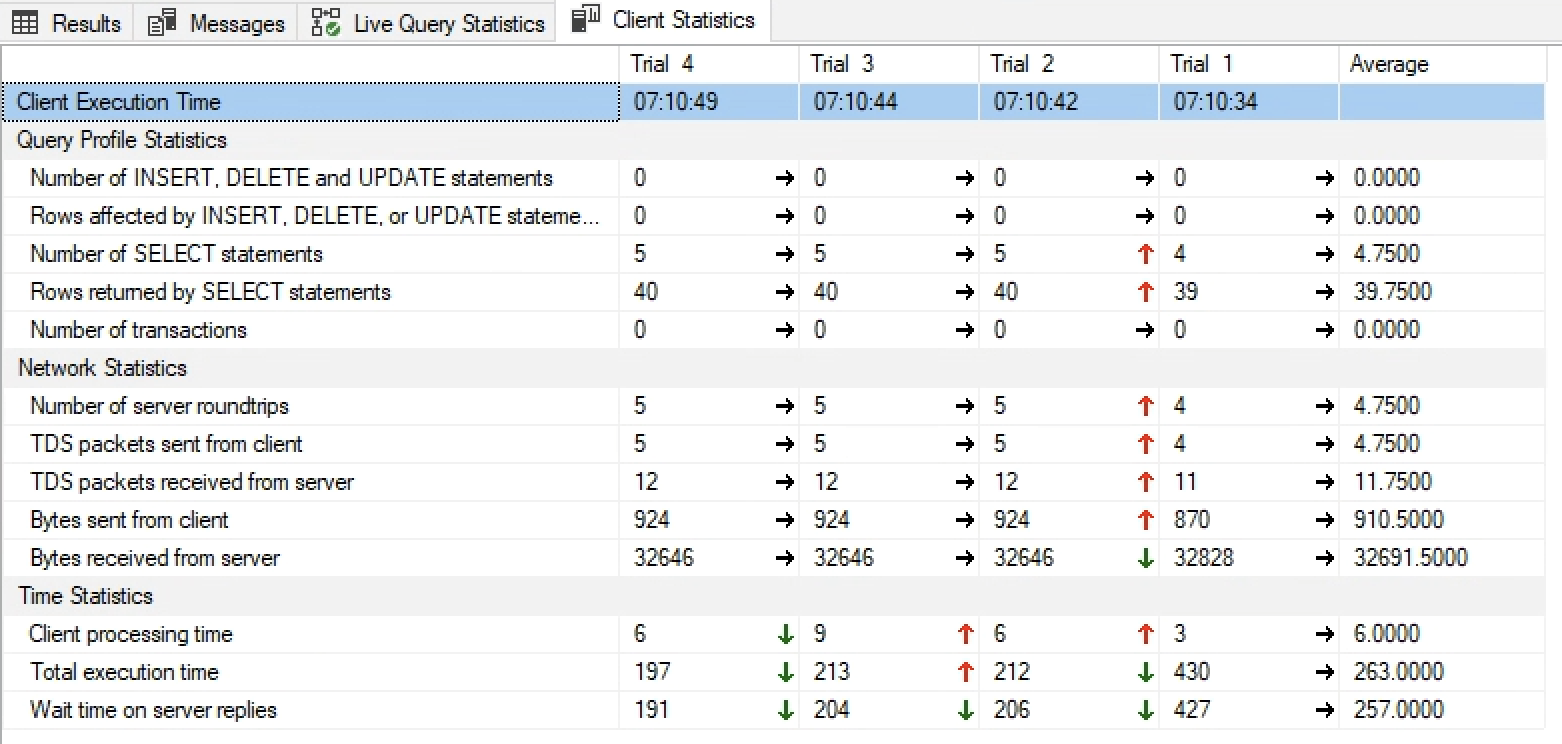 Results Messages Live Query Statistics Client Statistics
Trial 4 Trial 3 Trial 2 Trial 1 Average
Client Execution Time 07:10:49 07:10:44 07:10:42 07:10:34
Query Profile Statistics
Number of INSERT, DELETE and UPDATE statements 0 → 0 → 0 → 0 → 0.0000
Rows affected by INSERT, DELETE, or UPDATE stateme... 0 → 0 → 0 → 0 → 0.0000
Number of SELECT statements 5 → 5 → 5 ↑ 4 → 4.7500
Rows returned by SELECT statements 40 → 40 → 40 ↑ 39 → 39.7500
Number of transactions 0 → 0 → 0 → 0 → 0.0000
Network Statistics
Number of server roundtrips 5 → 5 → 5 ↑ 4 → 4.7500
TDS packets sent from client 5 → 5 → 5 ↑ 4 → 4.7500
TDS packets received from server 12 → 12 → 12 ↑ 11 → 11.7500
Bytes sent from client 924 → 924 → 924 ↑ 870 → 910.5000
Bytes received from server 32646 → 32646 → 32646 ↓ 32828 → 32691.5000
Time Statistics
Client processing time 6 ↓ 9 ↑ 6 ↑ 3 → 6.0000
Total execution time 197 ↓ 213 ↑ 212 ↓ 430 → 263.0000
Wait time on server replies 191 ↓ 204 ↓ 206 ↓ 427 → 257.0000